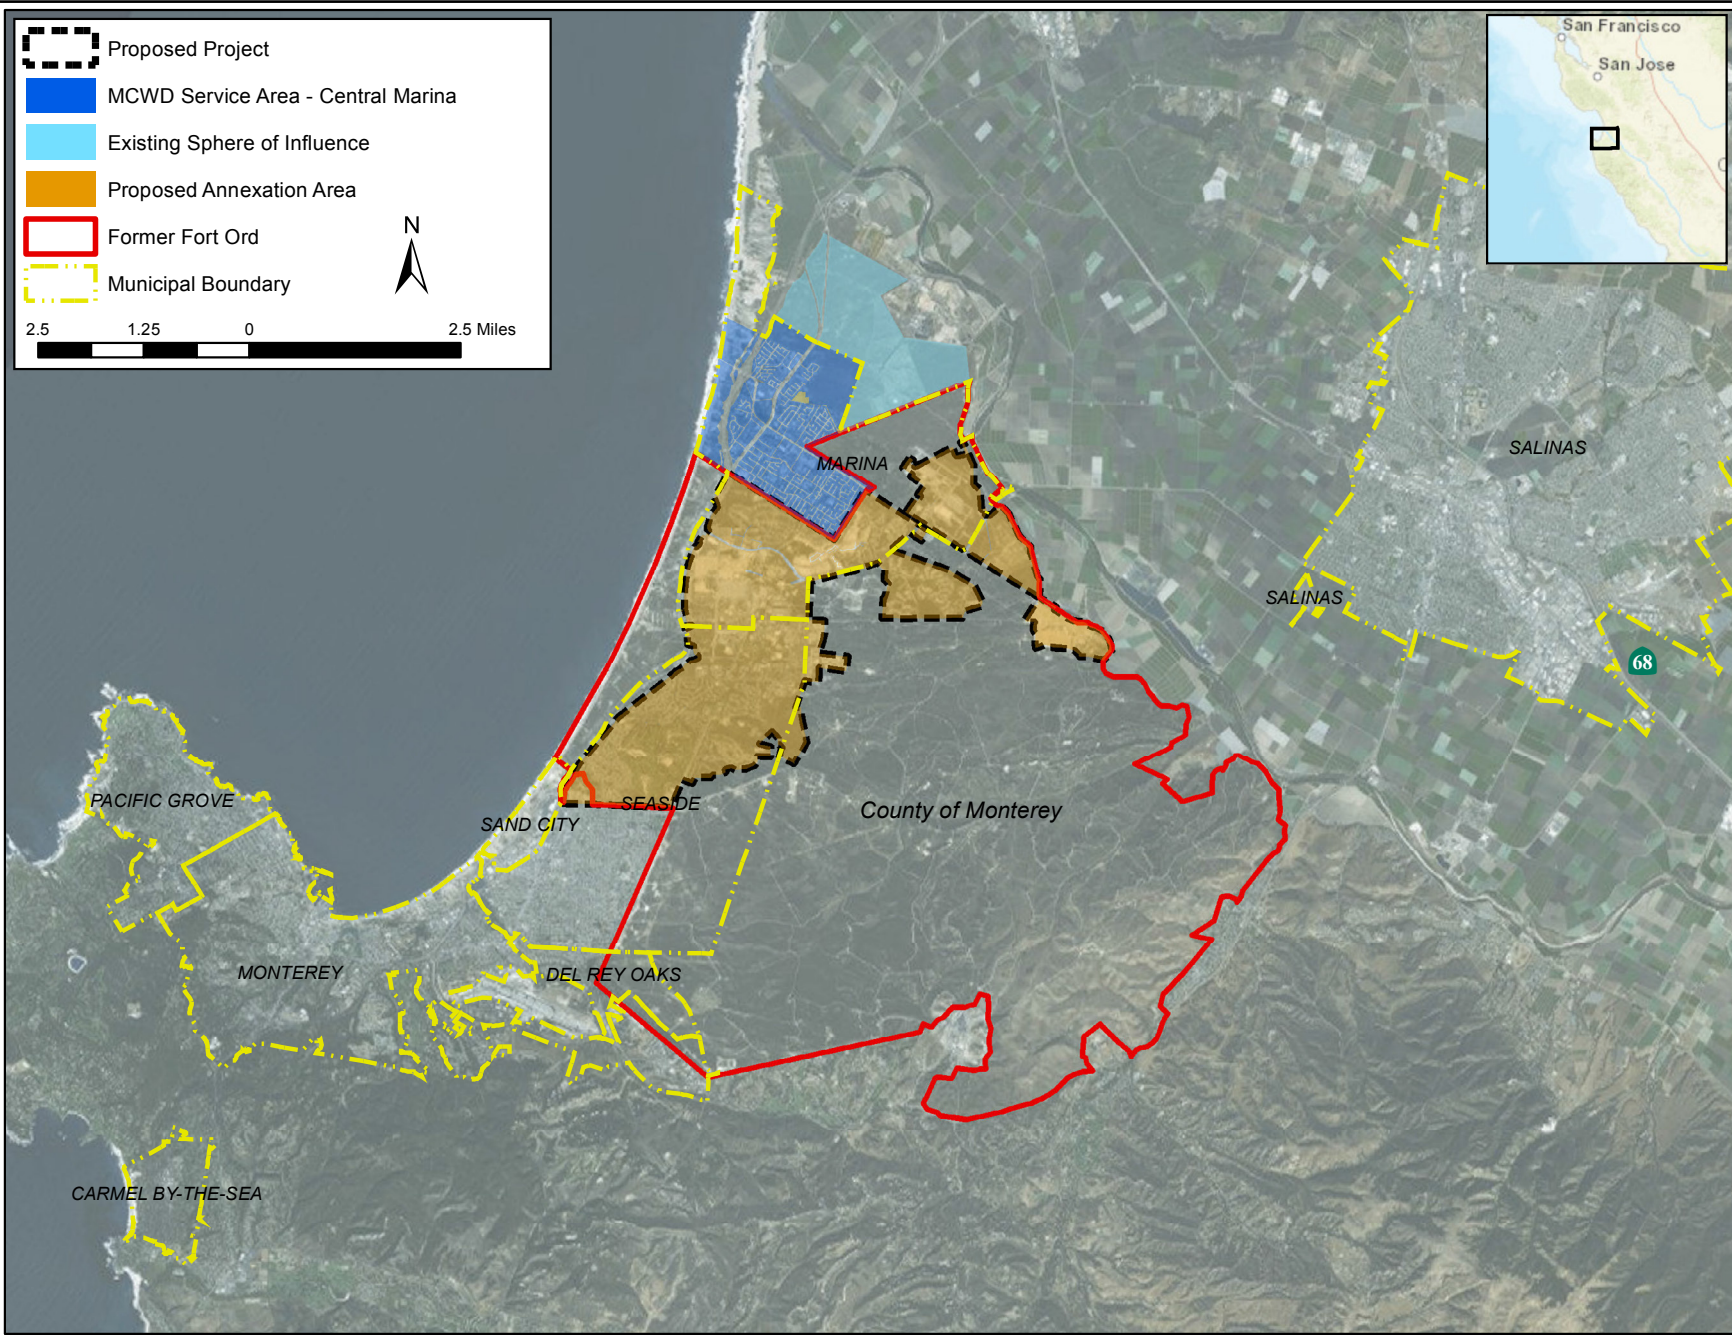 Proposed Project
MCWD Service Area - Central Marina
Existing Sphere of Influence
Proposed Annexation Area
Former Fort Ord
Municipal Boundary
N
2.5 1.25 0 2.5 Miles
San Francisco
San Jose
MARINA
SALINAS
SALINAS
68
PACIFIC GROVE
SAND CITY
SEASIDE
County of Monterey
MONTEREY
DEL REY OAKS
CARMEL BY-THE-SEA